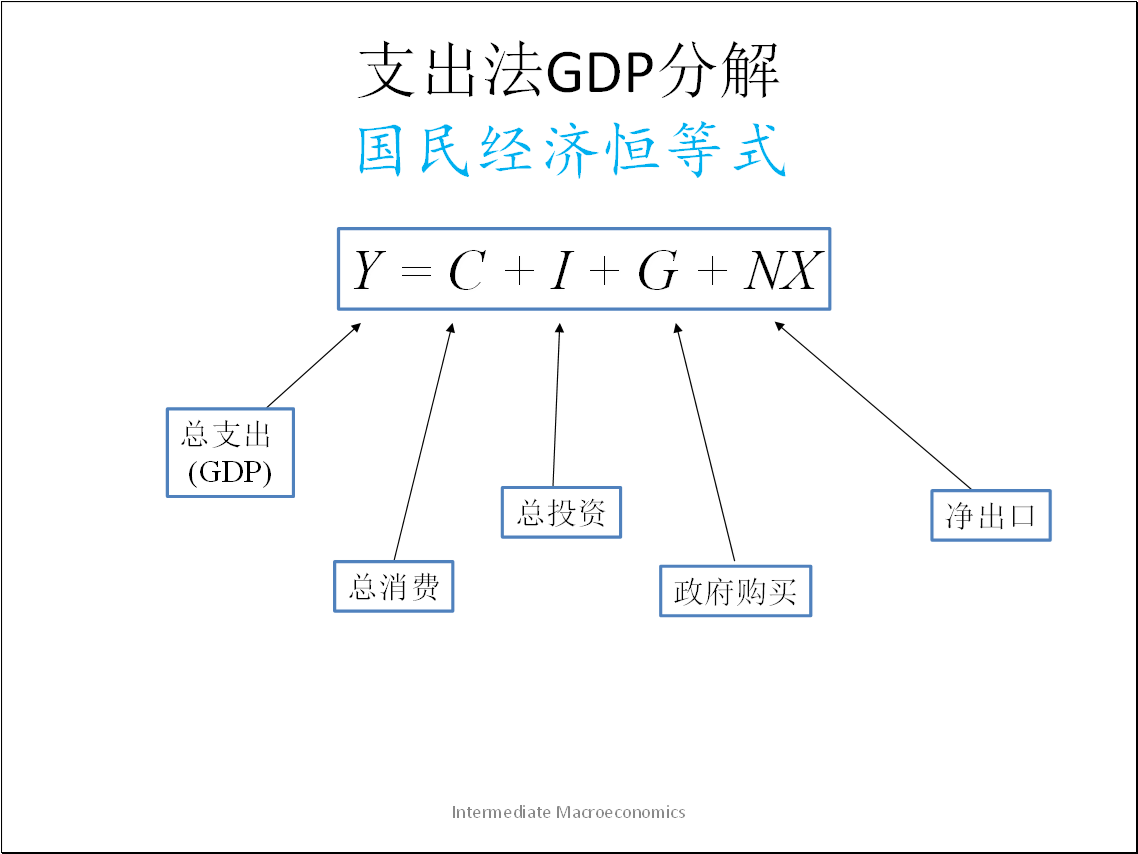 支出法GDP分解
国民经济恒等式
Y = C + I + G + NX
总支出
(GDP)
总投资
净出口
总消费
政府购买
Intermediate Macroeconomics